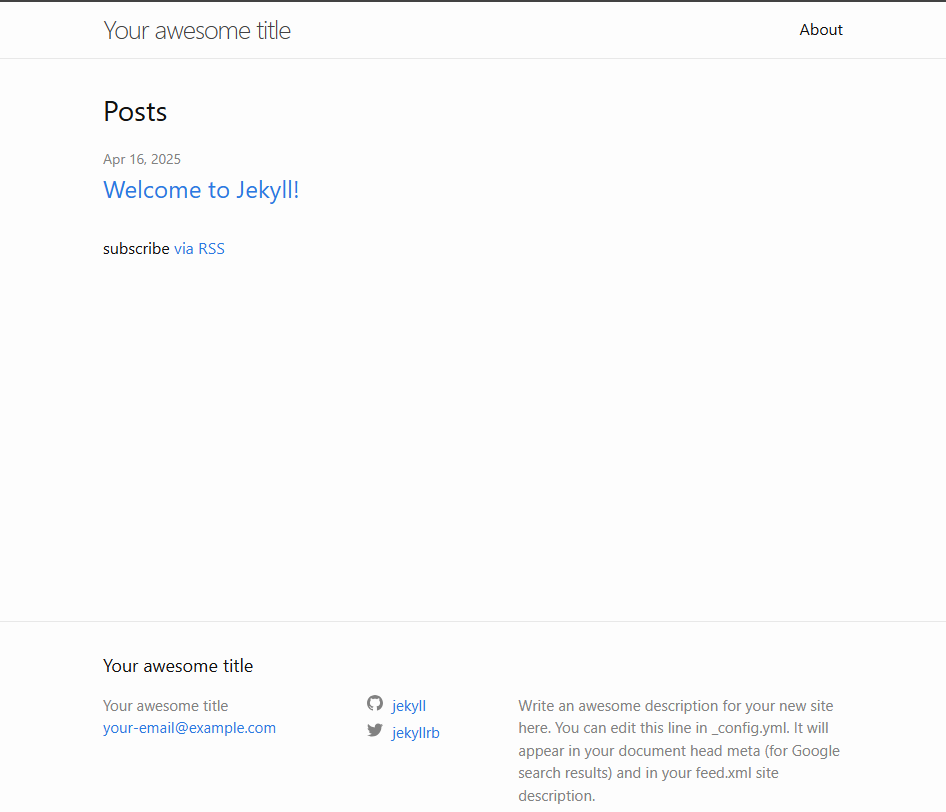 Your awesome title
About
Posts
Apr 16, 2025
Welcome to Jekyll!
subscribe via RSS
Your awesome title
Your awesome title
your-email@example.com
jekyll
jekyllrb
Write an awesome description for your new site
here. You can edit this line in _config.yml. It will
appear in your document head meta (for Google
search results) and in your feed.xml site
description.